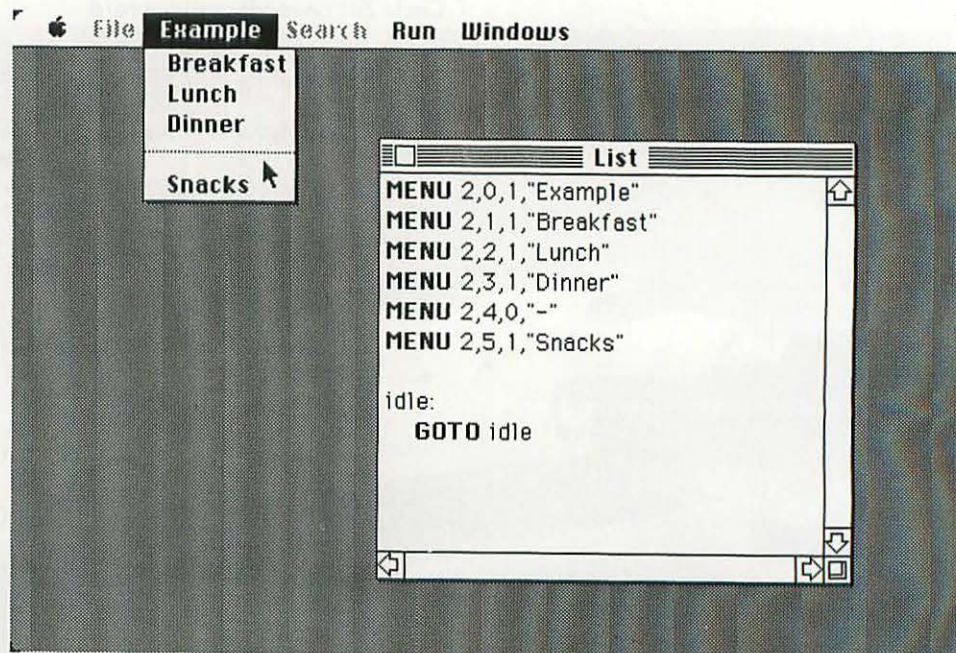 File Example Search Run Windows
Breakfast
Lunch
Dinner
Snacks
List
MENU 2,0,1,"Example"
MENU 2,1,1,"Breakfast"
MENU 2,2,1,"Lunch"
MENU 2,3,1,"Dinner"
MENU 2,4,0,"-"
MENU 2,5,1,"Snacks"
idle:
GOTO idle